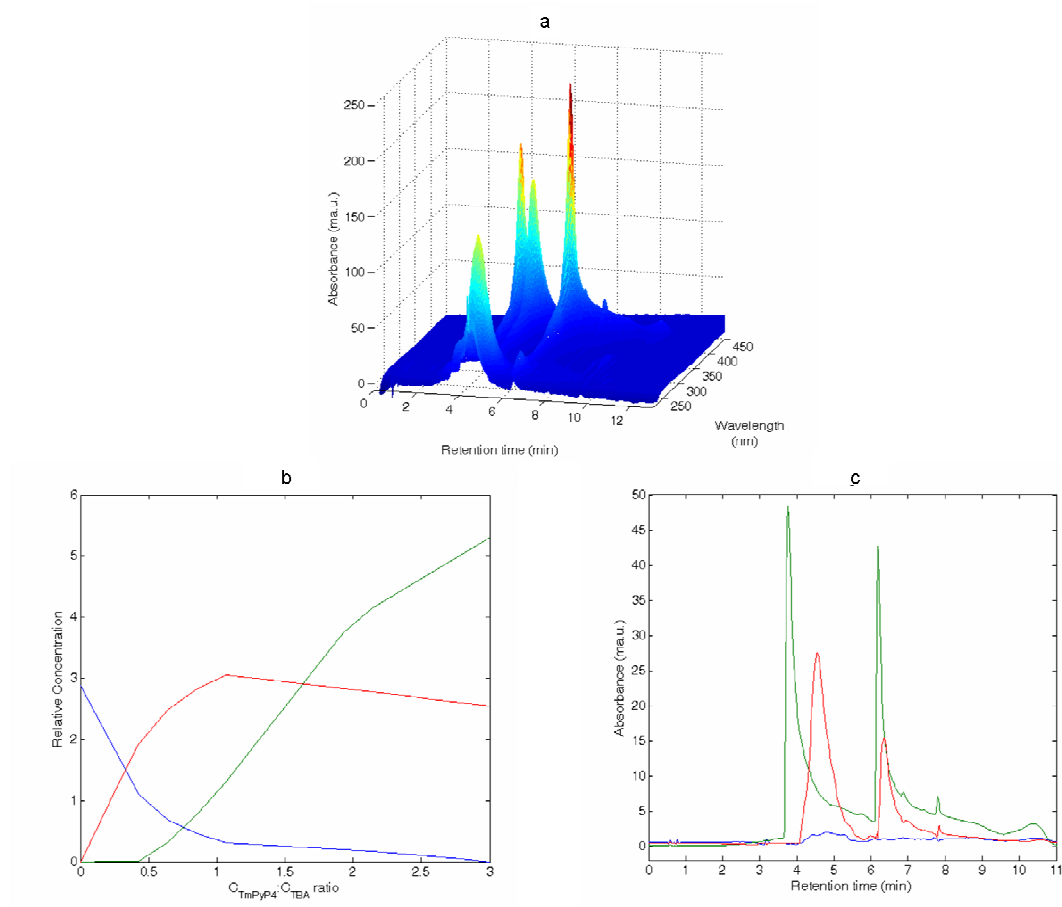 a
250
200
150
100
50
0
Absorbance (ma.u.)
0 2 4 6 8 10 12
Retention time (min)
450
400
350
300
250
Wavelength
(nm)
b
6
5
4
3
2
1
0
Relative Concentration
0 0.5 1 1.5 2 2.5 3
CTmPyP4:CTBA ratio
c
50
45
40
35
30
25
20
15
10
5
0
Absorbance (ma.u.)
0 1 2 3 4 5 6 7 8 9 10 11
Retention time (min)